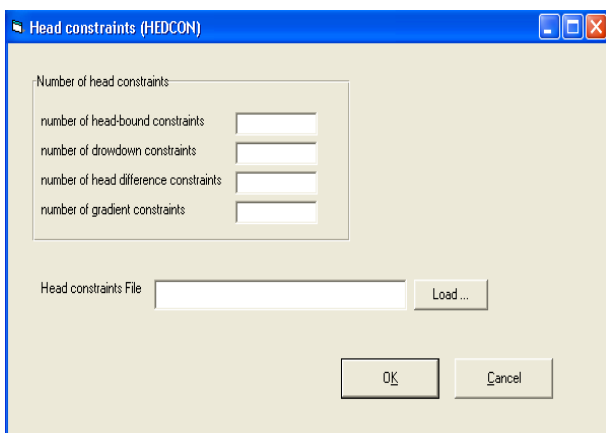 Head constraints (HEDCON)
Number of head constraints
number of head-bound constraints
number of drowdown constraints
number of head difference constraints
number of gradient constraints
Head constraints File
Load ...
OK
Cancel